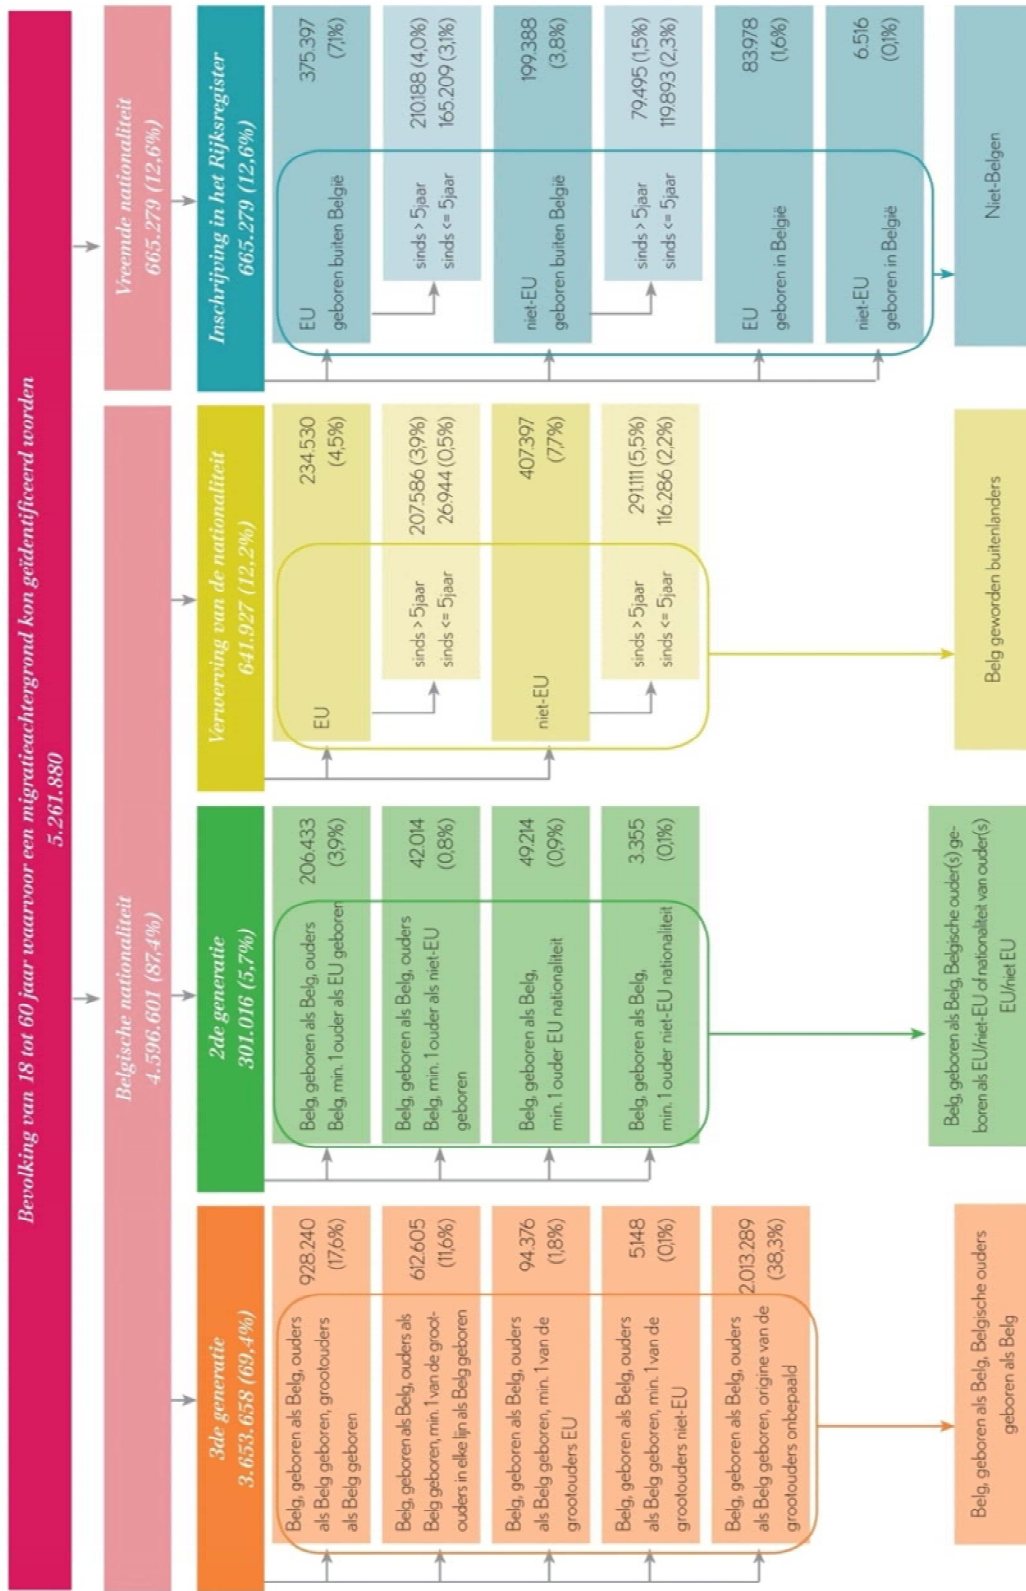 Bevolking van 18 tot 60 jaar waarvoor een migratieachtergrond kon geïdentificeerd worden
5.261.880
Belgische nationaliteit
4.596.601 (87,4%)
Vreemde nationaliteit
665.279 (12,6%)
3de generatie
3.653.658 (69,4%)
Belg, geboren als Belg, ouders
als Belg geboren, grootouders
als Belg geboren
928.240
(17,6%)
Belg, geboren als Belg, ouders als
Belg geboren, min. 1 van de groot-
ouders in elke lijn als Belg geboren
612.605
(11,6%)
Belg, geboren als Belg, ouders
als Belg geboren, min. 1 van de
grootouders EU
94.376
(1,8%)
Belg, geboren als Belg, ouders
als Belg geboren, min. 1 van de
grootouders niet-EU
5.148
(0,1%)
Belg, geboren als Belg, ouders
als Belg geboren, origine van de
grootouders onbepaald
2.013.289
(38,3%)
Belg, geboren als Belg, Belgische ouders
geboren als Belg
2de generatie
301.016 (5,7%)
Belg, geboren als Belg, ouders
Belg, min. 1 ouder als EU geboren
206.433
(3,9%)
Belg, geboren als Belg, ouders
Belg, min. 1 ouder als niet-EU
geboren
42.014
(0,8%)
Belg, geboren als Belg,
min. 1 ouder EU nationaliteit
49.214
(0,9%)
Belg, geboren als Belg,
min. 1 ouder niet-EU nationaliteit
3.355
(0,1%)
Belg, geboren als Belg, Belgische ouder(s) ge-
boren als EU/niet-EU of nationaliteit van ouder(s)
EU/niet EU
Verwerving van de nationaliteit
641.927 (12,2%)
EU
234.530
(4,5%)
sinds > 5jaar
207.586 (3,9%)
sinds <= 5jaar
26.944 (0,5%)
niet-EU
407.397
(7,7%)
sinds > 5jaar
291.111 (5,5%)
sinds <= 5jaar
116.286 (2,2%)
Belg geworden buitenlanders
Inschrijving in het Rijksregister
665.279 (12,6%)
EU
geboren buiten België
375.397
(7,1%)
sinds > 5jaar
210.188 (4,0%)
sinds <= 5jaar
165.209 (3,1%)
niet-EU
geboren buiten België
199.388
(3,8%)
sinds > 5jaar
79.495 (1,5%)
sinds <= 5jaar
119.893 (2,3%)
EU
geboren in België
83.978
(1,6%)
niet-EU
geboren in België
6.516
(0,1%)
Niet-Belgen